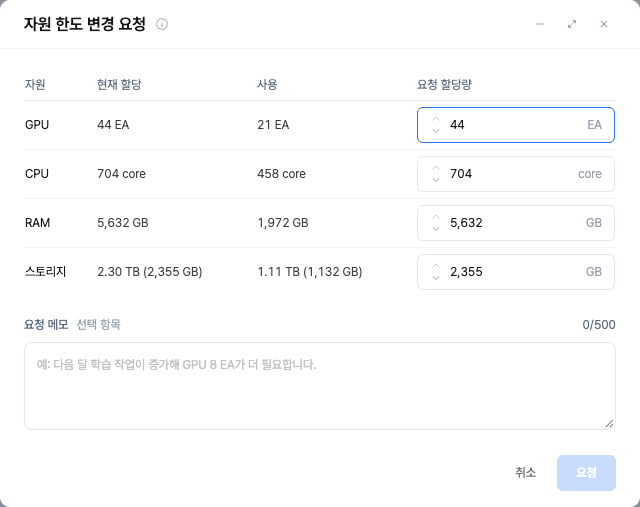 자원 한도 변경 요청
자원 현재 할당 사용 요청 할당량
GPU 44 EA 21 EA 44 EA
CPU 704 core 458 core 704 core
RAM 5,632 GB 1,972 GB 5,632 GB
스토리지 2.30 TB (2,355 GB) 1.11 TB (1,132 GB) 2,355 GB
요청 메모 선택 항목 0/500
예: 다음 달 학습 작업이 증가해 GPU 8 EA가 더 필요합니다.
취소 요청